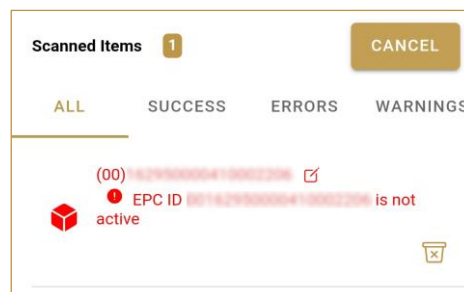 Scanned Items 1 CANCEL
ALL SUCCESS ERRORS WARNINGS
(00)
EPC ID is not
active